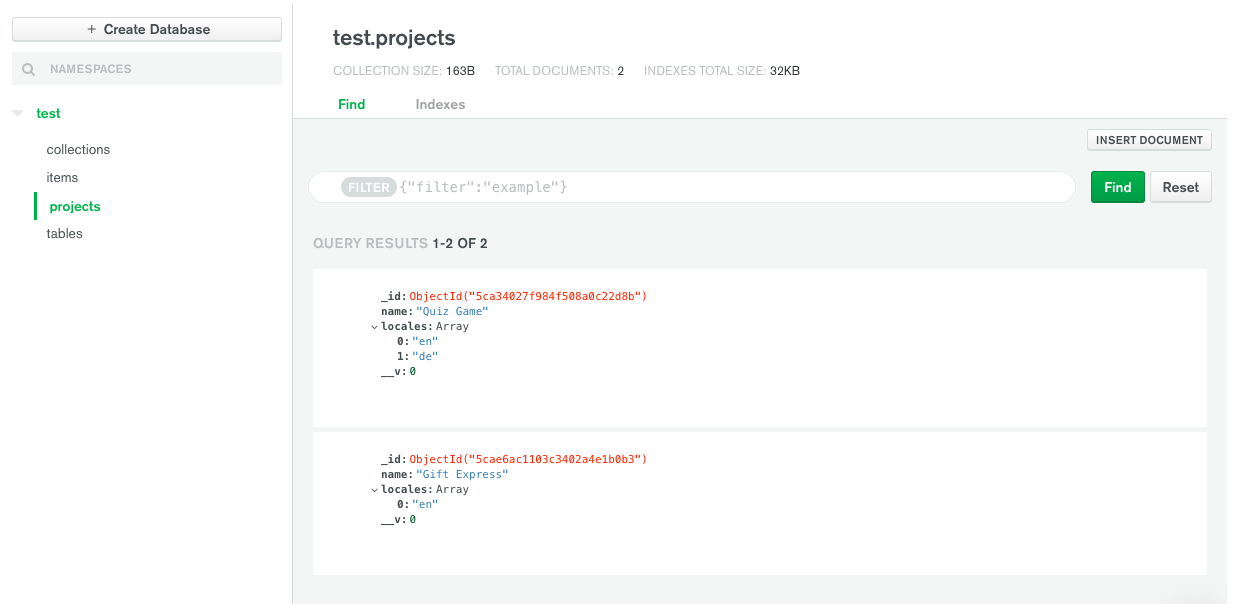 + Create Database
NAMESPACES
test
collections
items
projects
tables
test.projects
COLLECTION SIZE: 163B TOTAL DOCUMENTS: 2 INDEXES TOTAL SIZE: 32KB
Find Indexes
INSERT DOCUMENT
FILTER {"filter":"example"} Find Reset
QUERY RESULTS 1-2 OF 2
_id: ObjectId("5ca34027f984f508a0c22d8b")
name: "Quiz Game"
locales: Array
0: "en"
1: "de"
__v: 0
_id: ObjectId("5cae6ac1103c3402a4e1b0b3")
name: "Gift Express"
locales: Array
0: "en"
__v: 0